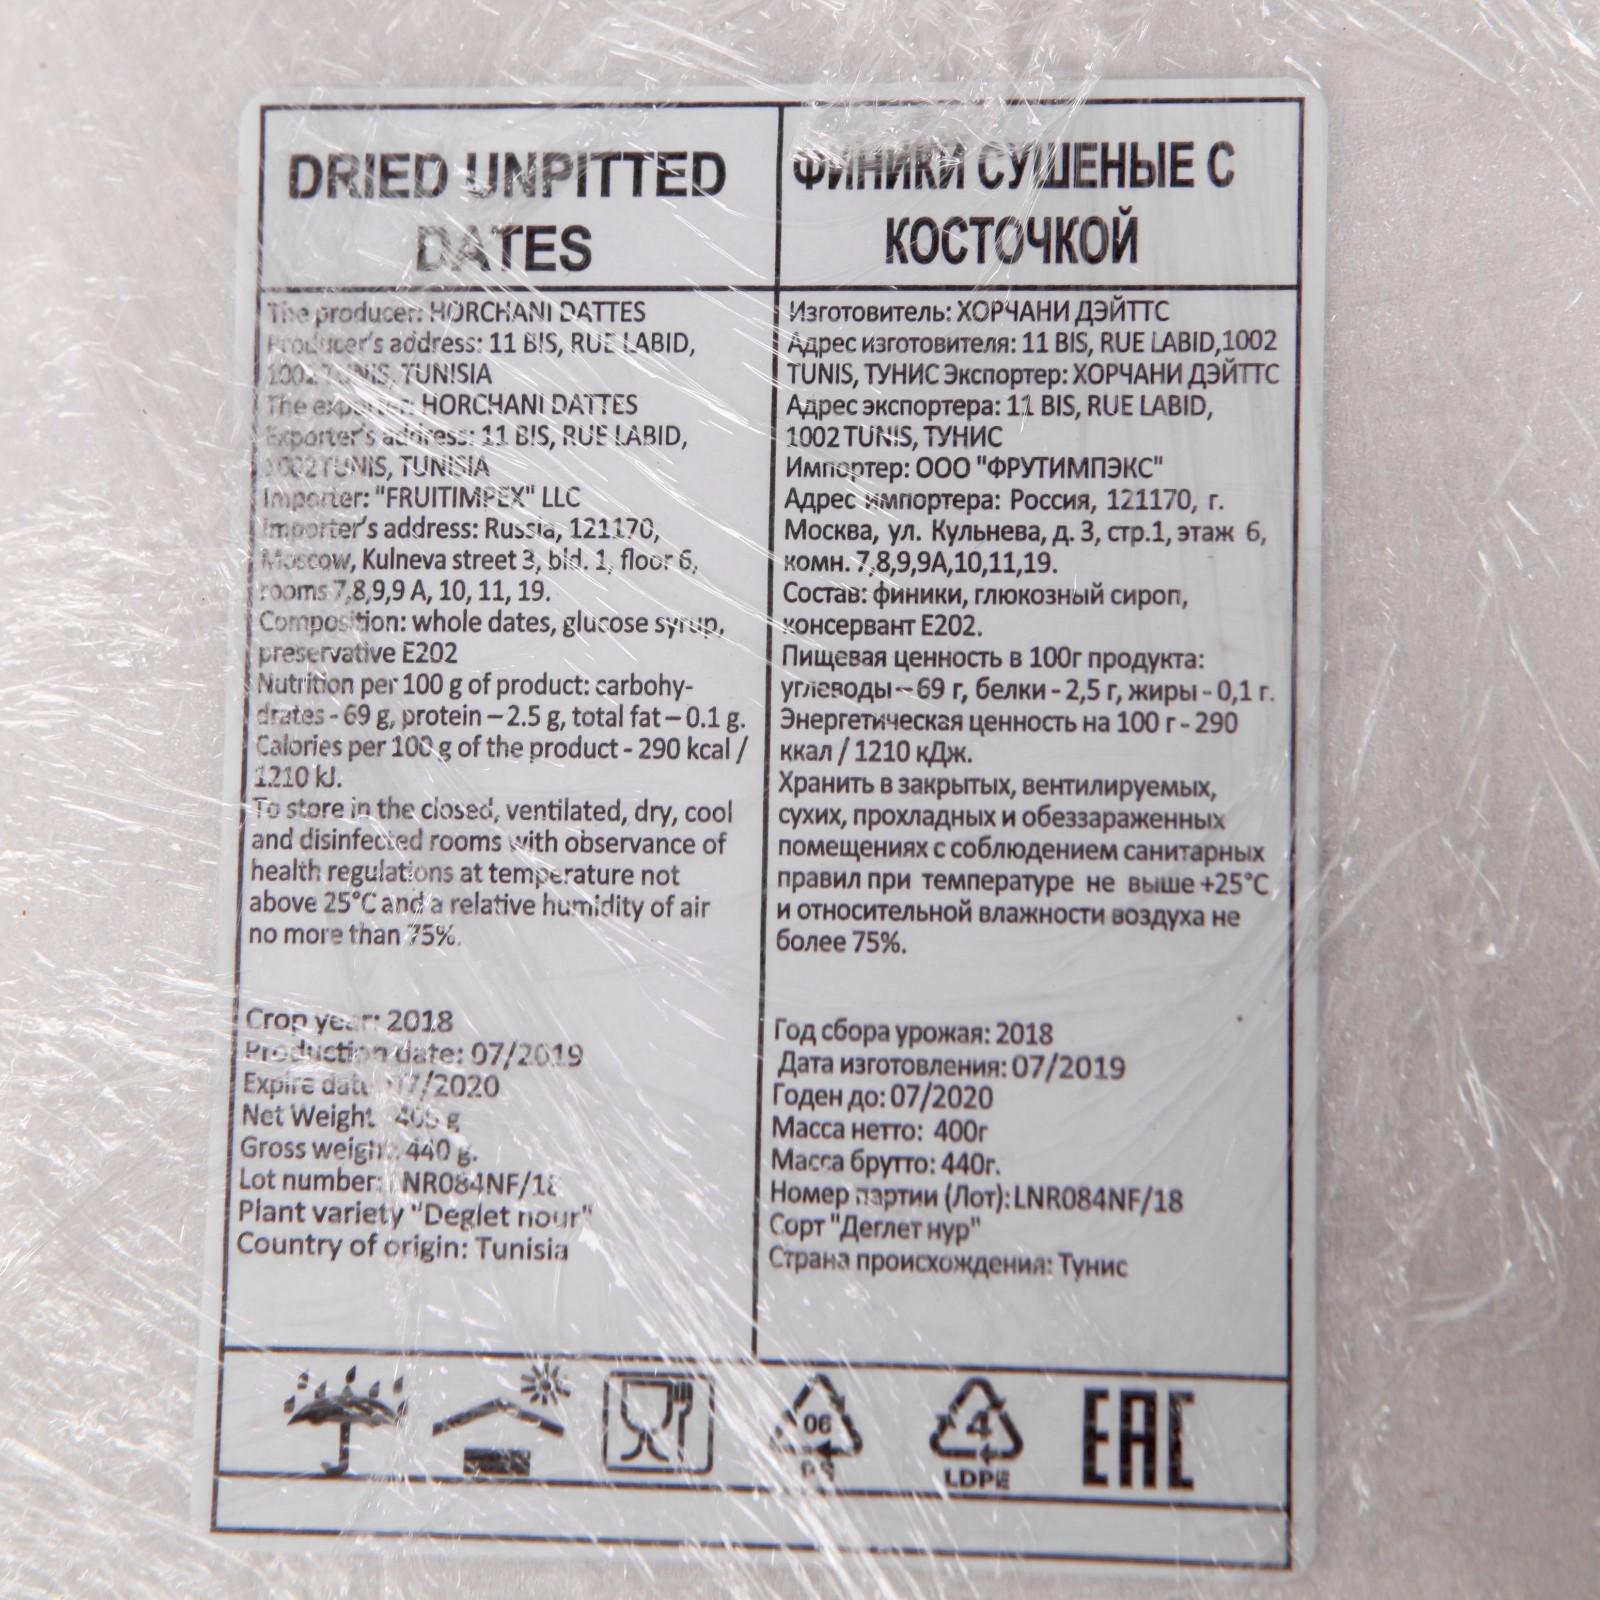 DRIED UNPITTED
DATES
The producer: HORCHANI DATTES
Producer's address: 11 BIS, RUE LABID,
1002 TUNIS, TUNISIA
The exporter: HORCHANI DATTES
Exporter's address: 11 BIS, RUE LABID,
1002 TUNIS, TUNISIA
Importer: "FRUITIMPEX" LLC
Importer's address: Russia, 121170,
Moscow, Kulneva street 3, bld. 1, floor 6,
rooms 7,8,9,9 A, 10, 11, 19.
Composition: whole dates, glucose syrup,
preservative E202
Nutrition per 100 g of product: carbohy-
drates - 69 g, protein – 2.5 g, total fat – 0.1 g.
Calories per 100 g of the product - 290 kcal /
1210 kJ.
To store in the closed, ventilated, dry, cool
and disinfected rooms with observance of
health regulations at temperature not
above 25°C and a relative humidity of air
no more than 75%.
Crop year: 2018
Production date: 07/2019
Expire date 07/2020
Net Weight g
Gross weight: 440 g.
Lot number: LNR084NF/18
Plant variety "Deglet nour"
Country of origin: Tunisia
ФИНИКИ СУШЕНЫЕ С
КОСТОЧКОЙ
Изготовитель: ХОРЧАНИ ДЭЙТТС
Адрес изготовителя: 11 BIS, RUE LABID,1002
TUNIS, ТУНИС Экспортер: ХОРЧАНИ ДЭЙТТС
Адрес экспортера: 11 BIS, RUE LABID,
1002 TUNIS, ТУНИС
Импортер: ООО "ФРУТИМПЭКС"
Адрес импортера: Россия, 121170, г.
Москва, ул. Кульнева, д. 3, стр.1, этаж 6,
комн. 7,8,9,9А,10,11,19.
Состав: финики, глюкозный сироп,
консервант Е202.
Пищевая ценность в 100г продукта:
углеводы – 69 г, белки - 2,5 г, жиры - 0,1 г.
Энергетическая ценность на 100 г - 290
ккал / 1210 кДж.
Хранить в закрытых, вентилируемых,
сухих, прохладных и обеззараженных
помещениях с соблюдением санитарных
правил при температуре не выше +25°С
и относительной влажности воздуха не
более 75%.
Год сбора урожая: 2018
Дата изготовления: 07/2019
Годен до: 07/2020
Масса нетто: 400г
Масса брутто: 440г.
Номер партии (Лот): LNR084NF/18
Сорт "Деглет нур"
Страна происхождения: Тунис
06
PS
4
LDPE
EAC